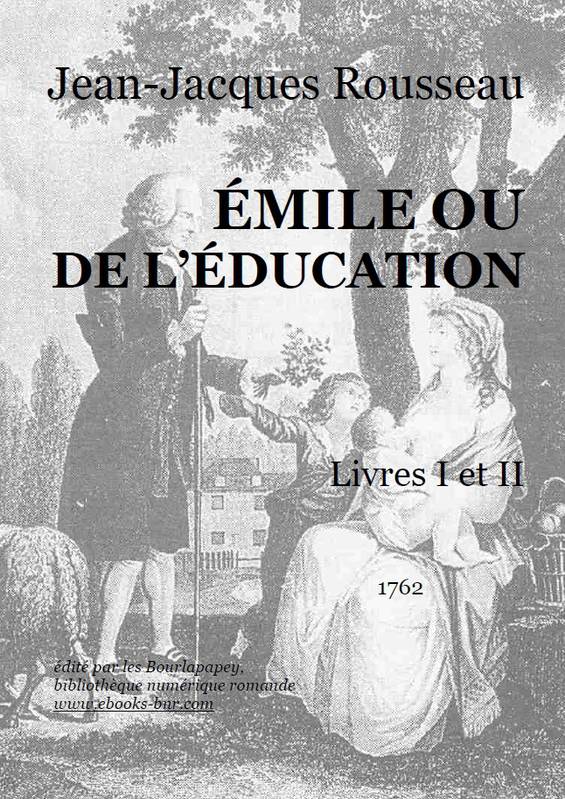 Jean-Jacques Rousseau
ÉMILE OU
DE L’ÉDUCATION
Livres I et II
1762
édité par les Bourlapapey,
bibliothèque numérique romande
www.ebooks-bnr.com